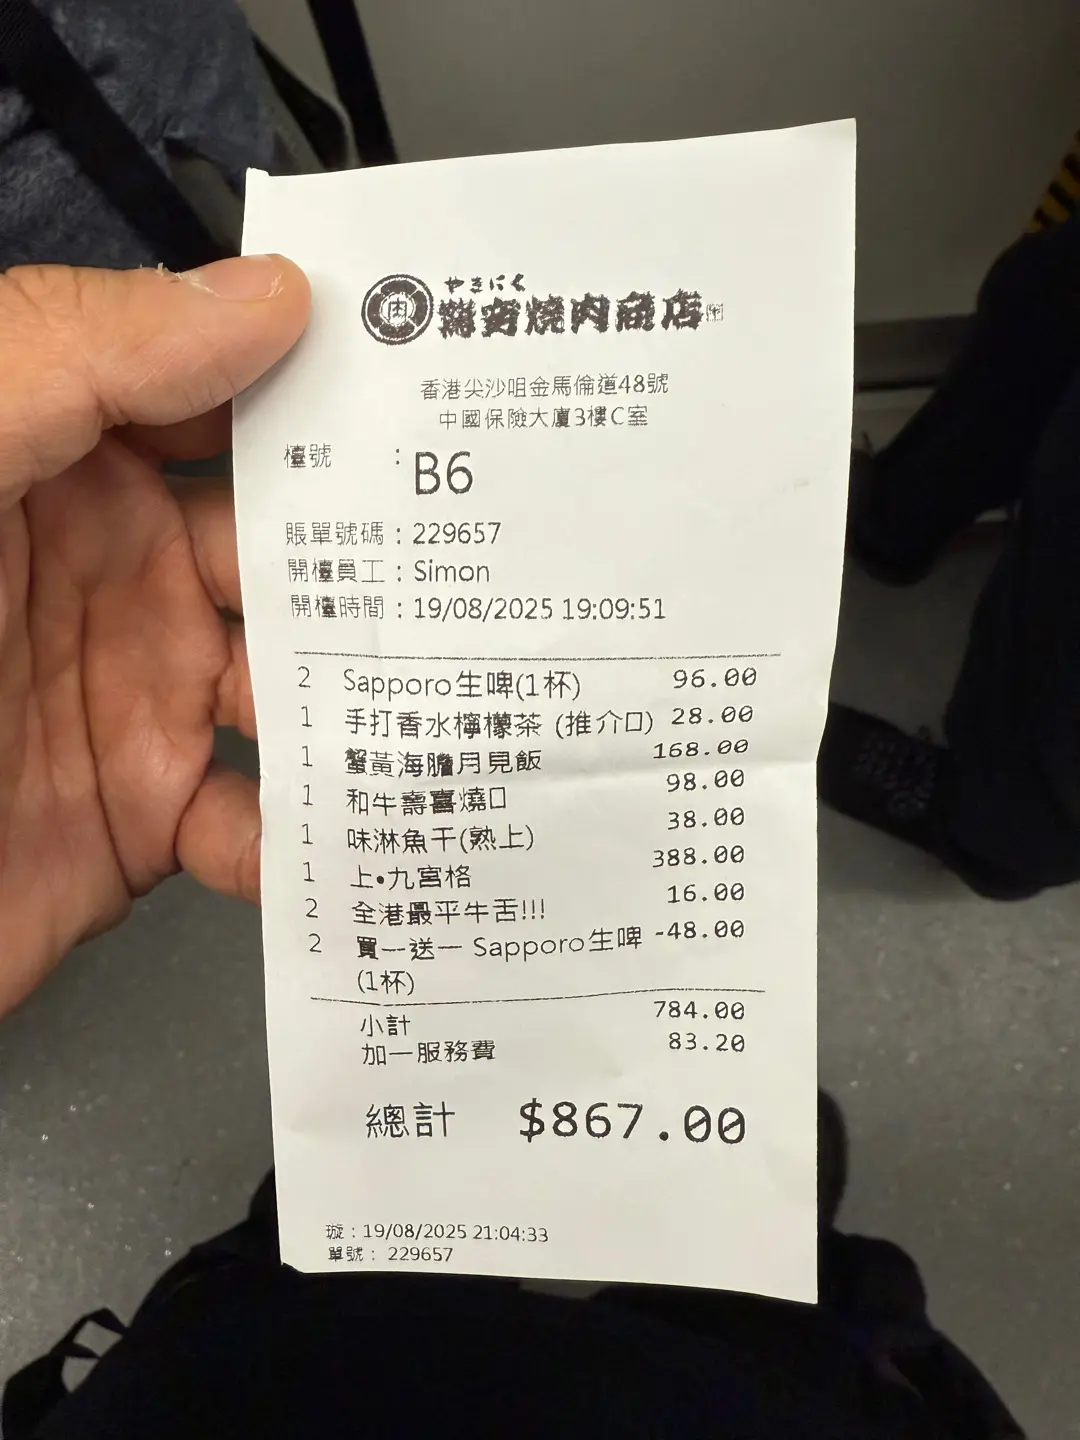 やきにく
肉
燒肉商店
香港尖沙咀金馬倫道48號
中國保險大廈3樓C室
檯號 : B6
賬單號碼 : 229657
開檯員工 : Simon
開檯時間 : 19/08/2025 19:09:51
2 Sapporo生啤(1杯) 96.00
1 手打香水檸檬茶 (推介口) 28.00
1 蟹黃海膽月見飯 168.00
1 和牛壽喜燒口 98.00
1 味淋魚干(熟上) 38.00
1 上•九宮格 388.00
2 全港最平牛舌!!! 16.00
2 買一送一 Sapporo生啤 -48.00
(1杯)
小計 784.00
加一服務費 83.20
總計 $867.00
璇 : 19/08/2025 21:04:33
單號 : 229657